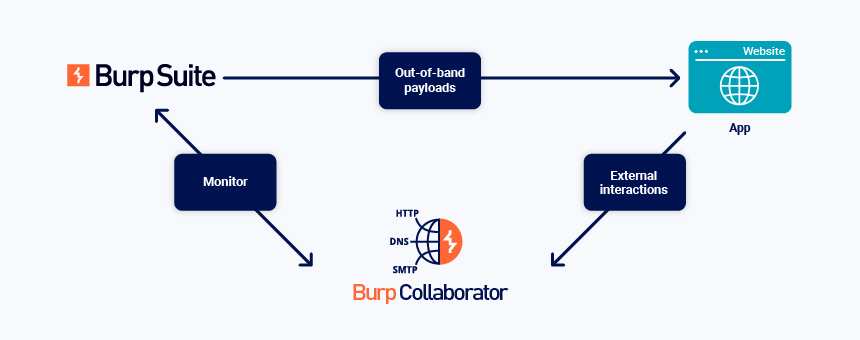 Burp Suite
Out-of-band
payloads
Website
App
Monitor
External
interactions
HTTP
DNS
SMTP
Burp Collaborator